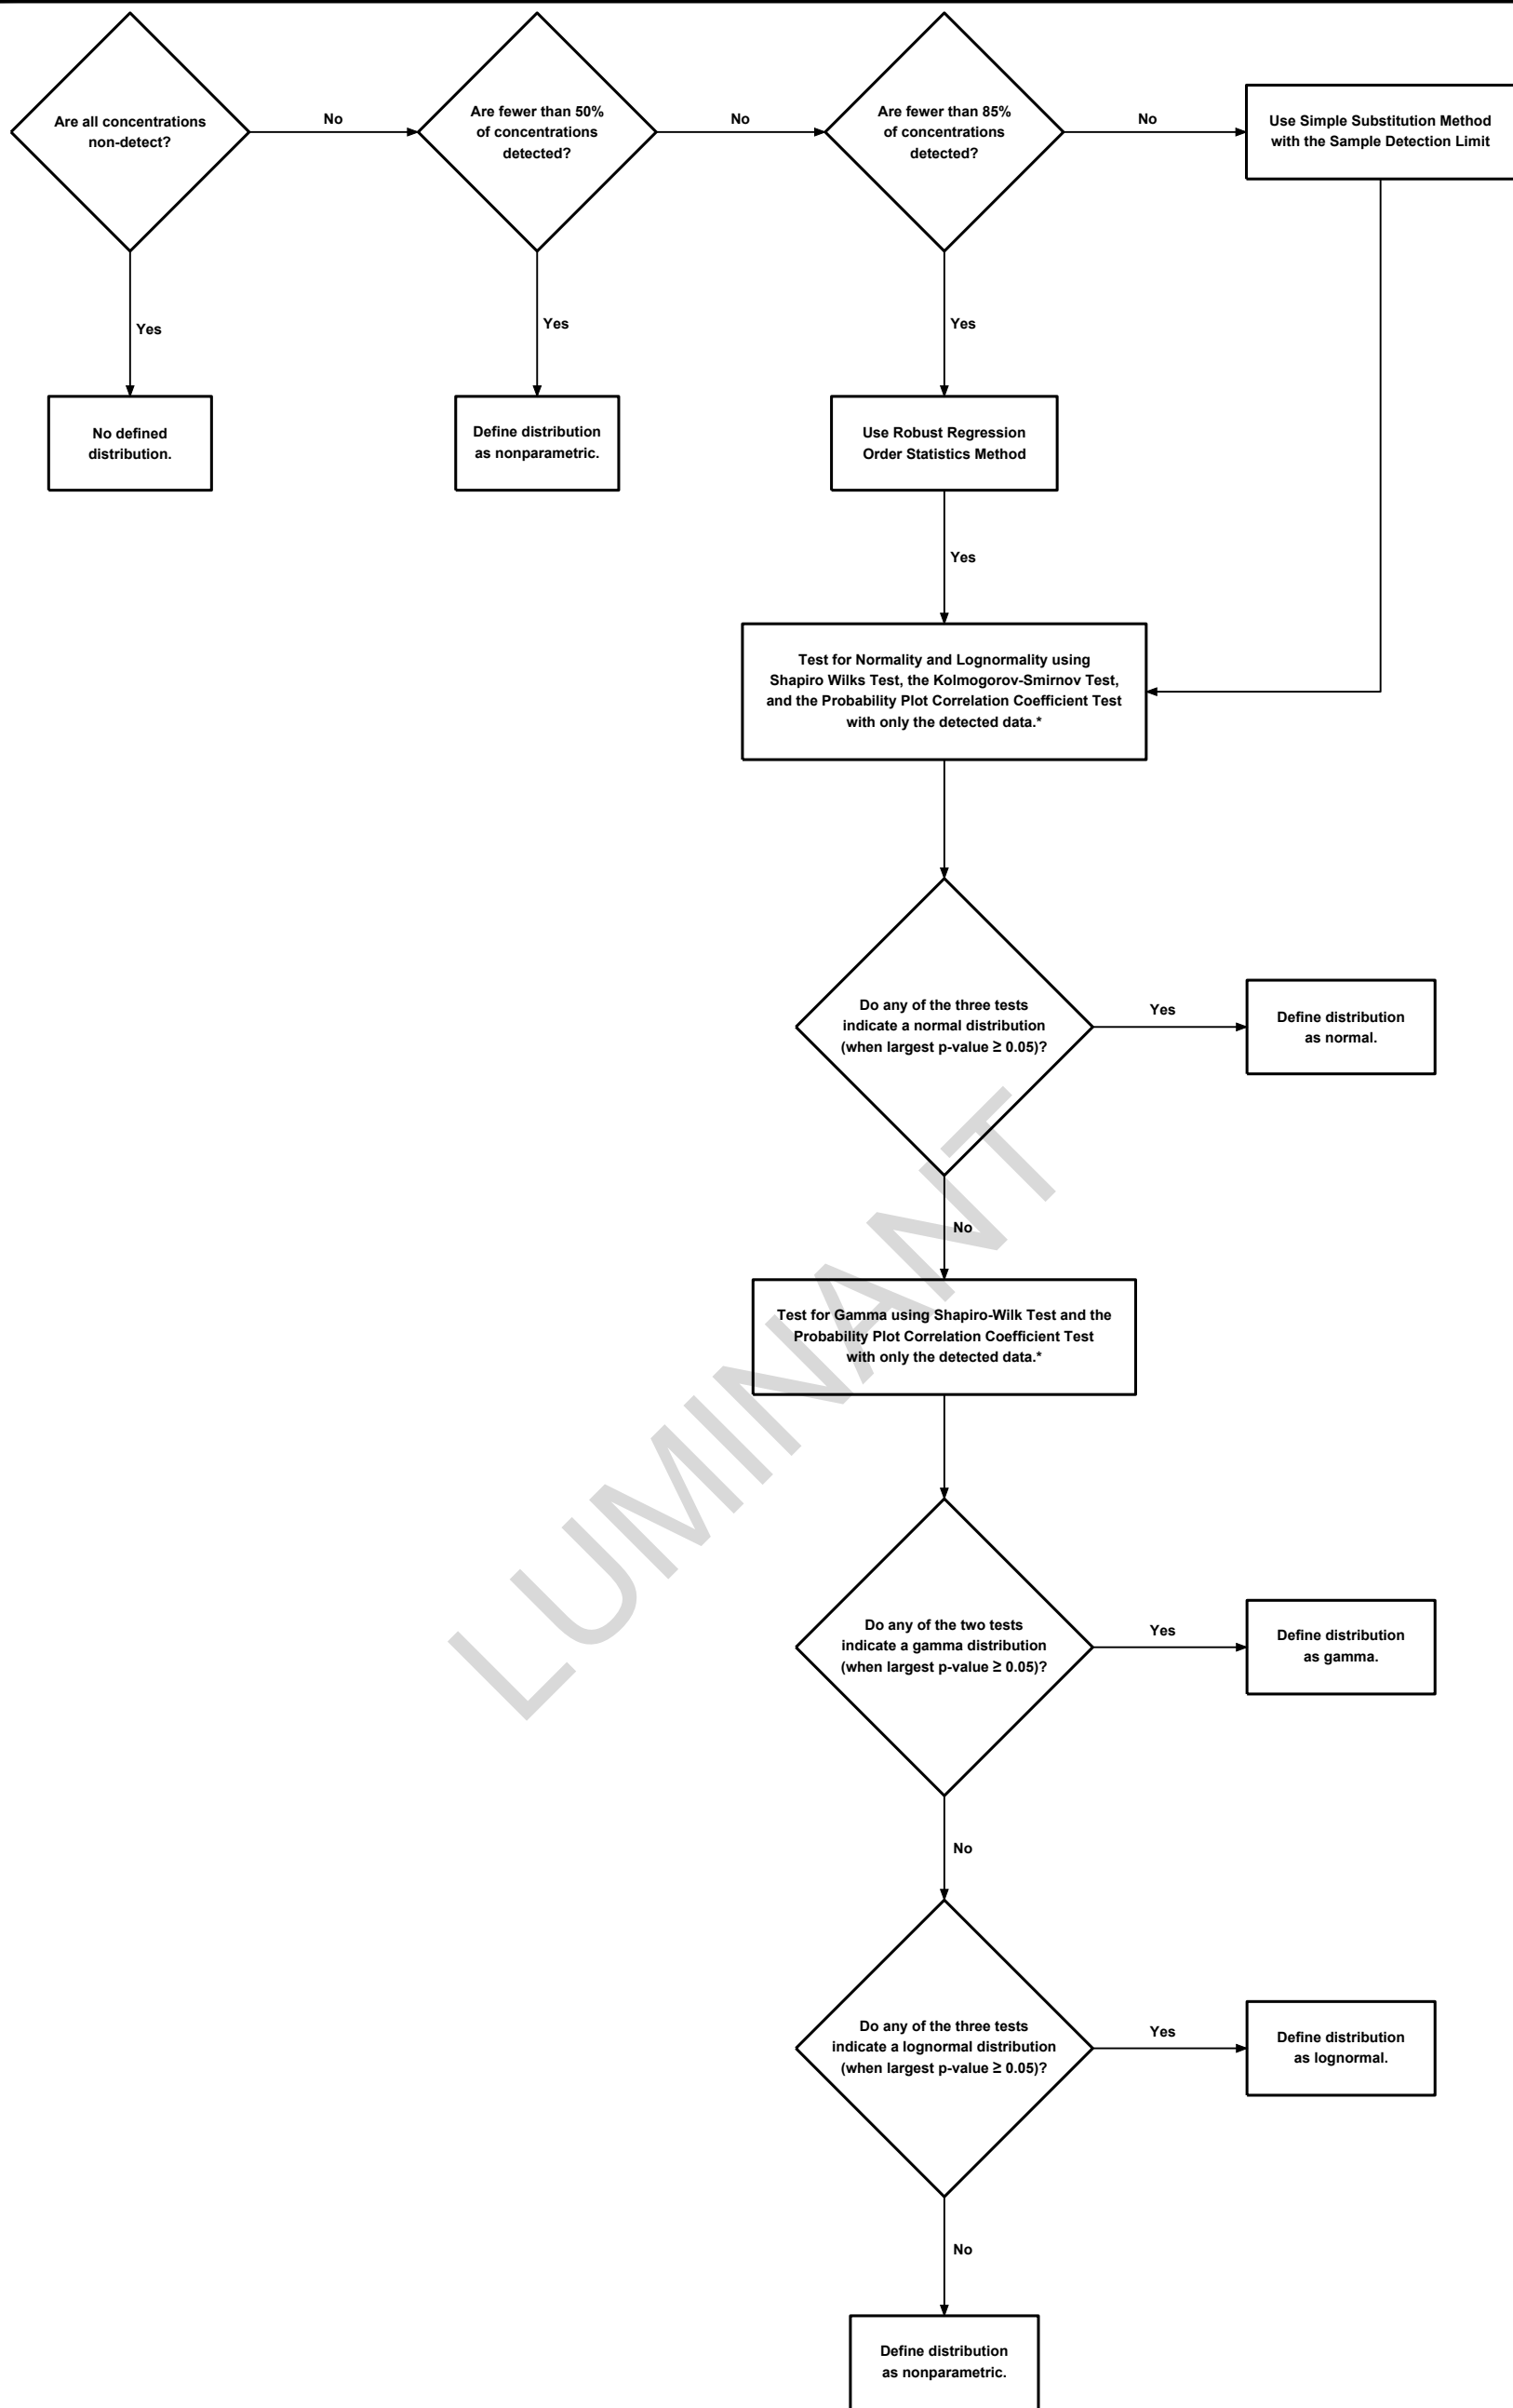 Are all concentrations
non-detect?
No
Are fewer than 50%
of concentrations
detected?
No
Are fewer than 85%
of concentrations
detected?
No
Use Simple Substitution Method
with the Sample Detection Limit
Yes
Yes
Yes
No defined
distribution.
Define distribution
as nonparametric.
Use Robust Regression
Order Statistics Method
Yes
Test for Normality and Lognormality using
Shapiro Wilks Test, the Kolmogorov-Smirnov Test,
and the Probability Plot Correlation Coefficient Test
with only the detected data.*
Do any of the three tests
indicate a normal distribution
(when largest p-value ≥ 0.05)?
Yes
Define distribution
as normal.
No
Test for Gamma using Shapiro-Wilk Test and the
Probability Plot Correlation Coefficient Test
with only the detected data.*
LUMINANT
Do any of the two tests
indicate a gamma distribution
(when largest p-value ≥ 0.05)?
Yes
Define distribution
as gamma.
No
Do any of the three tests
indicate a lognormal distribution
(when largest p-value ≥ 0.05)?
Yes
Define distribution
as lognormal.
No
Define distribution
as nonparametric.